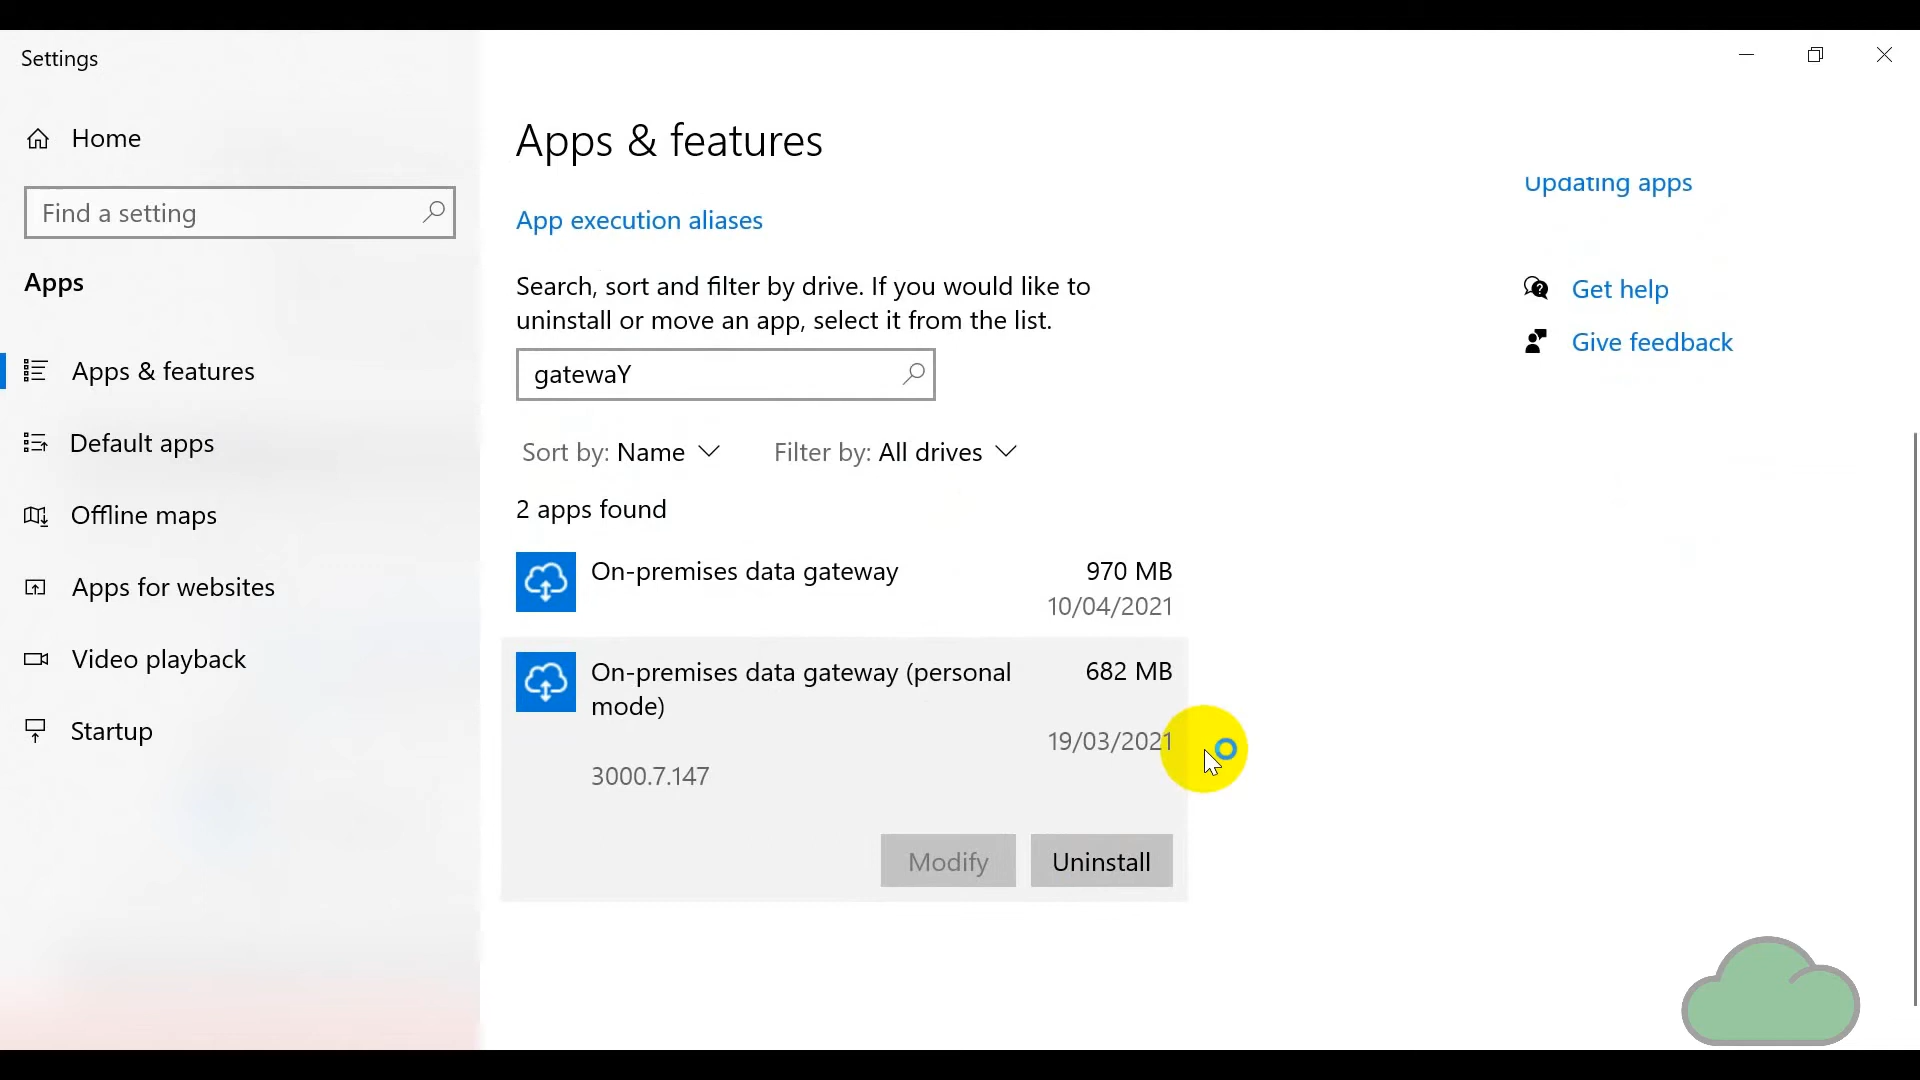 Settings
Home
Find a setting
Apps
Apps & features
Default apps
Offline maps
Apps for websites
Video playback
Startup
Apps & features
App execution aliases
Search, sort and filter by drive. If you would like to
uninstall or move an app, select it from the list.
gatewaY
Sort by: Name
Filter by: All drives
2 apps found
On-premises data gateway
970 MB
10/04/2021
On-premises data gateway (personal
mode)
682 MB
19/03/2021
3000.7.147
Modify
Uninstall
Updating apps
Get help
Give feedback